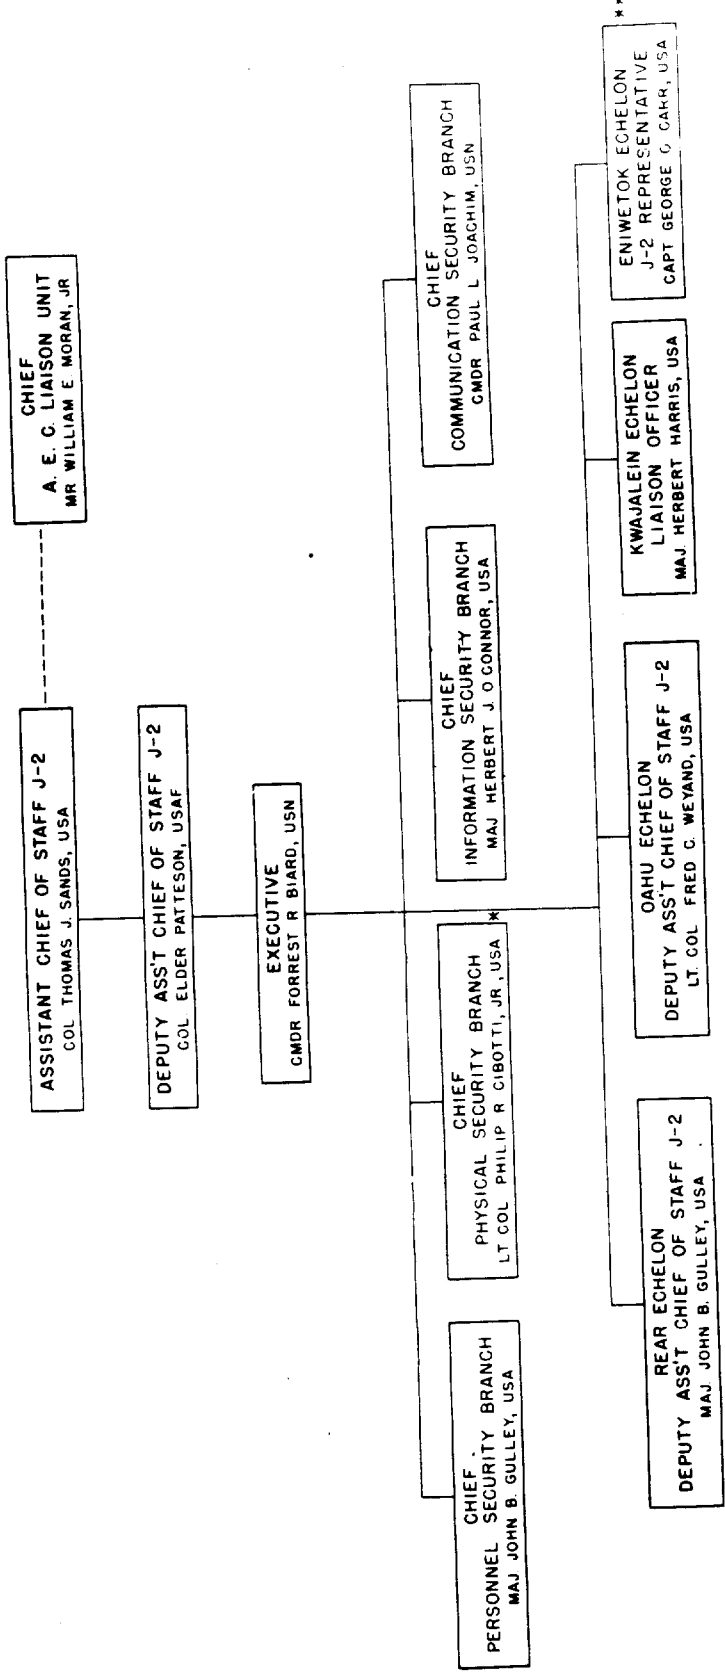 CHIEF
A. E. C. LIAISON UNIT
MR WILLIAM E. MORAN, JR
ASSISTANT CHIEF OF STAFF J-2
COL THOMAS J. SANDS, USA
DEPUTY ASS'T CHIEF OF STAFF J-2
COL. ELDER PATTESON, USAF
EXECUTIVE
CMDR FORREST R BIARD, USN
CHIEF
PERSONNEL SECURITY BRANCH
MAJ JOHN B. GULLEY, USA
CHIEF
PHYSICAL SECURITY BRANCH
LT COL PHILIP R CIBOTTI, JR, USA
*
CHIEF
INFORMATION SECURITY BRANCH
MAJ HERBERT J. O CONNOR, USA
CHIEF
COMMUNICATION SECURITY BRANCH
CMDR PAUL L JOACHIM, USN
REAR ECHELON
DEPUTY ASS'T CHIEF OF STAFF J-2
MAJ. JOHN B. GULLEY, USA
OAHU ECHELON
DEPUTY ASS'T CHIEF OF STAFF J-2
LT. COL FRED C. WEYAND, USA
KWAJALEIN ECHELON
LIAISON OFFICER
MAJ. HERBERT HARRIS, USA
ENIWETOK ECHELON
J-2 REPRESENTATIVE
CAPT GEORGE C CARR, USA
**